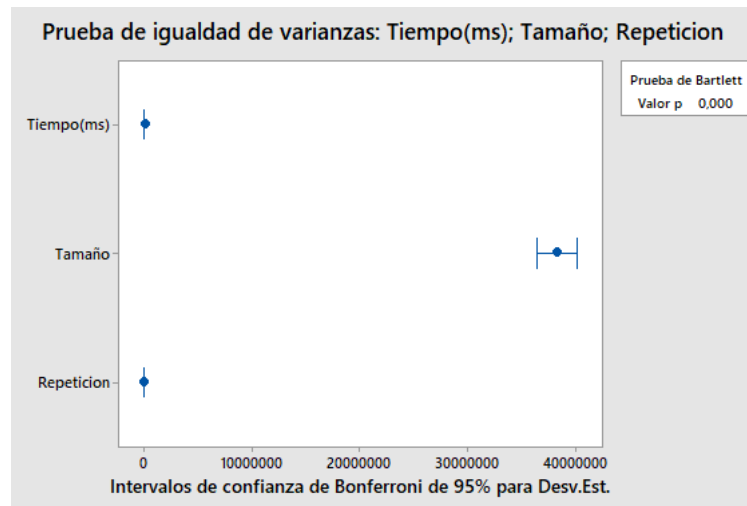 Prueba de igualdad de varianzas: Tiempo(ms); Tamaño; Repeticion
Prueba de Bartlett
Valor p 0,000
Tiempo(ms)
Tamaño
Repeticion
0 10000000 20000000 30000000 40000000
Intervalos de confianza de Bonferroni de 95% para Desv.Est.